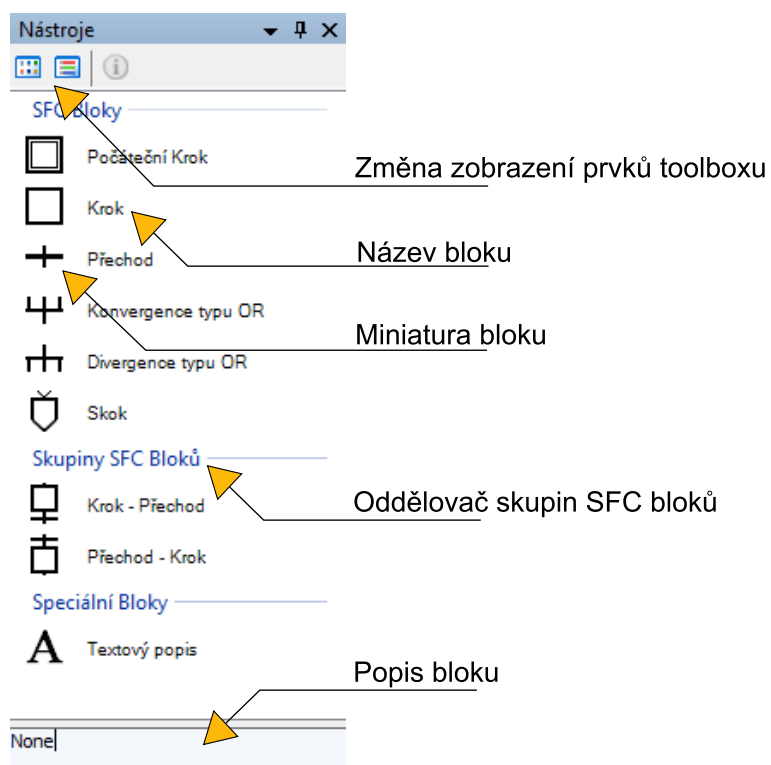 Nástroje
SFC Bloky
Počáteční Krok
Změna zobrazení prvků toolboxu
Krok
Název bloku
Přechod
Konvergence typu OR
Miniatura bloku
Divergence typu OR
Skok
Skupiny SFC Bloků
Krok - Přechod
Oddělovač skupin SFC bloků
Přechod - Krok
Speciální Bloky
A Textový popis
Popis bloku
None